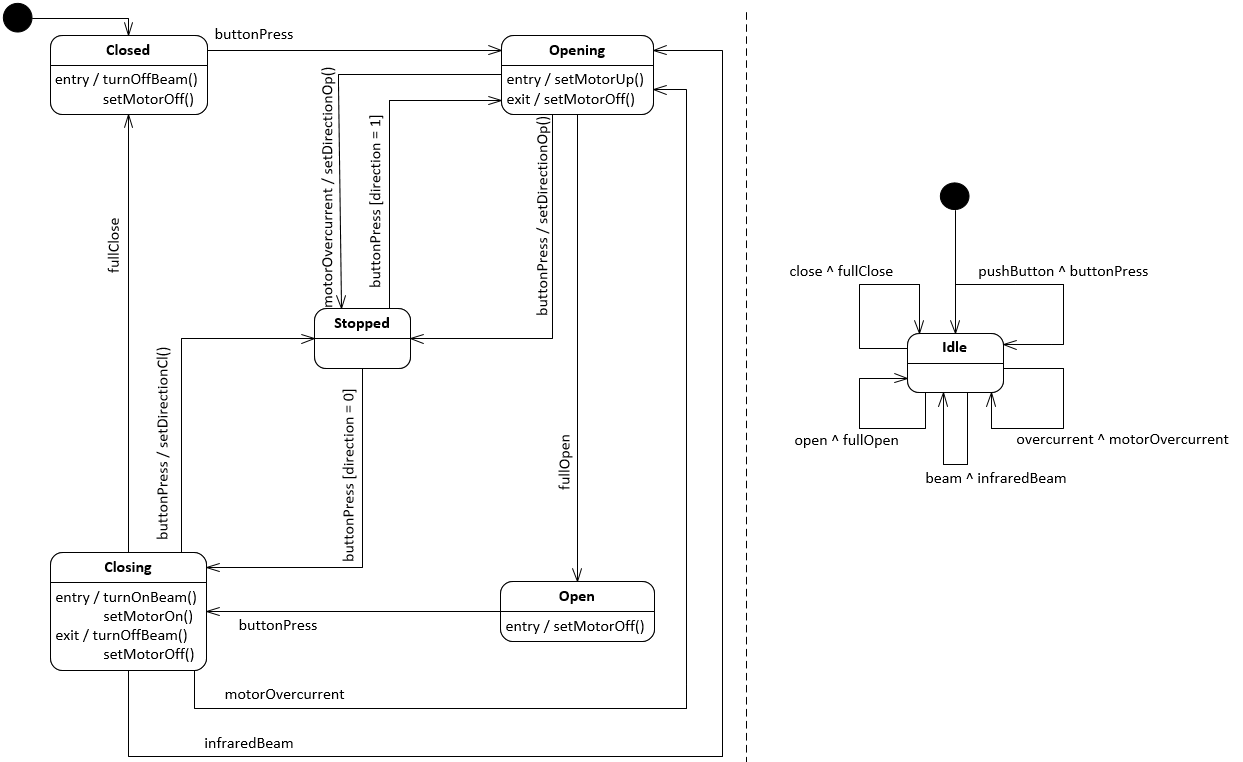 Closed
entry / turnOffBeam()
setMotorOff()
buttonPress
Opening
entry / setMotorUp()
exit / setMotorOff()
motorOvercurrent / setDirectionOp()
buttonPress [direction = 1]
buttonPress / setDirectionOp()
fullClose
Stopped
buttonPress / setDirectionCl()
buttonPress [direction = 0]
fullOpen
Closing
entry / turnOnBeam()
setMotorOn()
exit / turnOffBeam()
setMotorOff()
Open
entry / setMotorOff()
buttonPress
motorOvercurrent
infraredBeam
close ^ fullClose
pushButton ^ buttonPress
Idle
open ^ fullOpen
overcurrent ^ motorOvercurrent
beam ^ infraredBeam